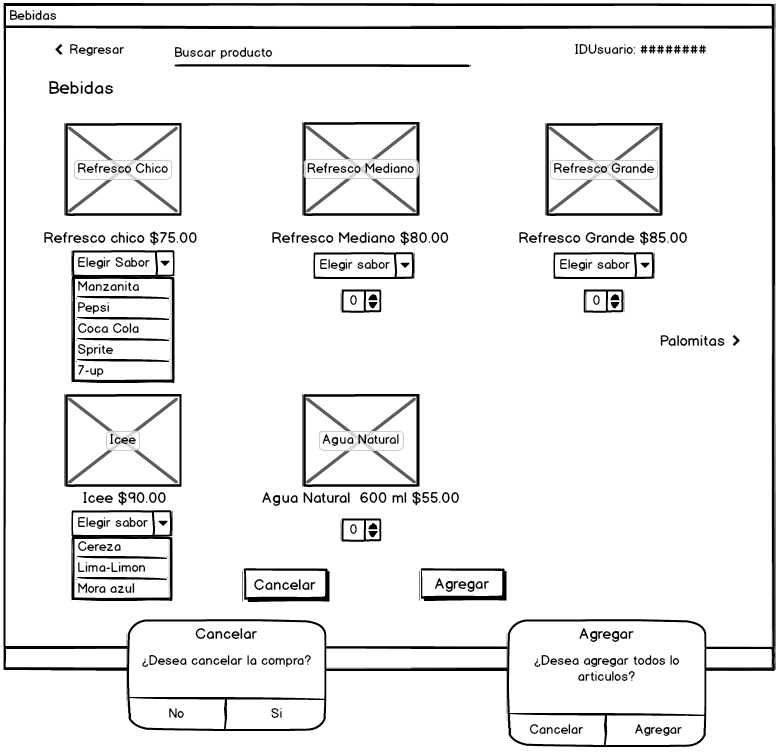 Bebidas
Regresar
Buscar producto
IDUsuario: ########
Bebidas
Refresco Chico
Refresco Mediano
Refresco Grande
Refresco chico $75.00
Refresco Mediano $80.00
Refresco Grande $85.00
Elegir Sabor
Elegir sabor
Elegir sabor
Manzanita
Pepsi
Coca Cola
Sprite
7-up
0
0
Palomitas
Icee
Agua Natural
Icee $90.00
Agua Natural 600 ml $55.00
Elegir sabor
0
Cereza
Lima-Limon
Mora azul
Cancelar
Agregar
Cancelar
¿Desea cancelar la compra?
No
Si
Agregar
¿Desea agregar todos lo
articulos?
Cancelar
Agregar